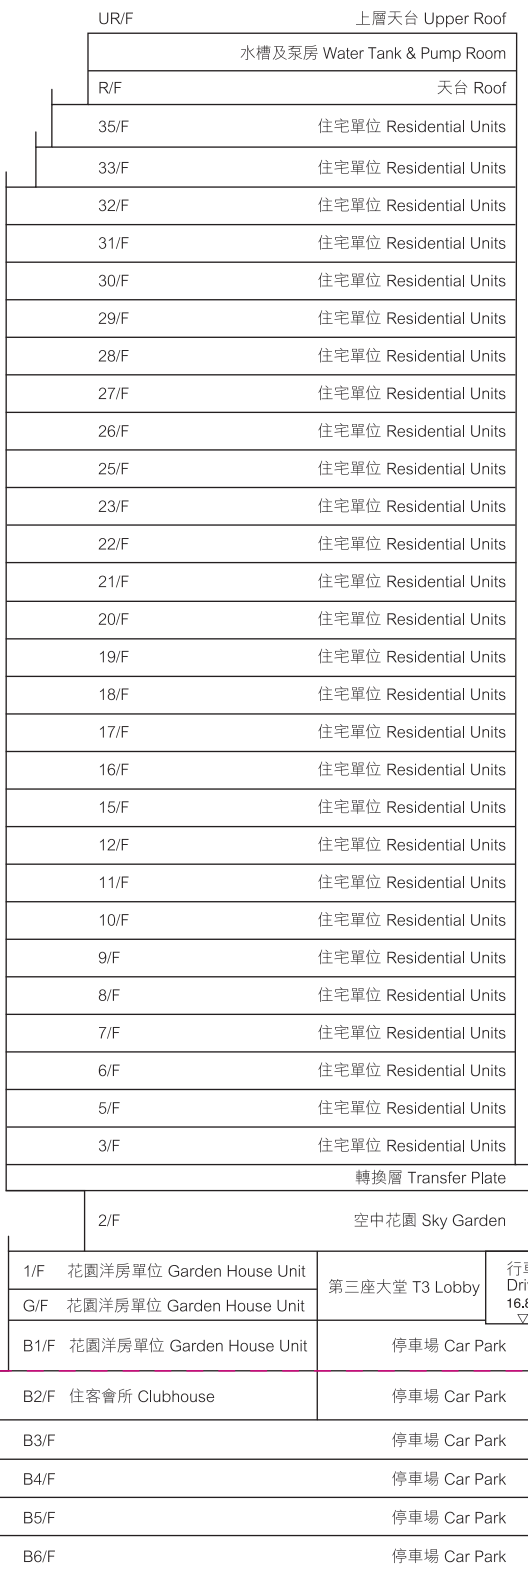 UR/F 上層天台 Upper Roof
水槽及泵房 Water Tank & Pump Room
R/F 天台 Roof
35/F 住宅單位 Residential Units
33/F 住宅單位 Residential Units
32/F 住宅單位 Residential Units
31/F 住宅單位 Residential Units
30/F 住宅單位 Residential Units
29/F 住宅單位 Residential Units
28/F 住宅單位 Residential Units
27/F 住宅單位 Residential Units
26/F 住宅單位 Residential Units
25/F 住宅單位 Residential Units
23/F 住宅單位 Residential Units
22/F 住宅單位 Residential Units
21/F 住宅單位 Residential Units
20/F 住宅單位 Residential Units
19/F 住宅單位 Residential Units
18/F 住宅單位 Residential Units
17/F 住宅單位 Residential Units
16/F 住宅單位 Residential Units
15/F 住宅單位 Residential Units
12/F 住宅單位 Residential Units
11/F 住宅單位 Residential Units
10/F 住宅單位 Residential Units
9/F 住宅單位 Residential Units
8/F 住宅單位 Residential Units
7/F 住宅單位 Residential Units
6/F 住宅單位 Residential Units
5/F 住宅單位 Residential Units
3/F 住宅單位 Residential Units
轉換層 Transfer Plate
2/F 空中花園 Sky Garden
1/F 花園洋房單位 Garden House Unit
第三座大堂 T3 Lobby
G/F 花園洋房單位 Garden House Unit
B1/F 花園洋房單位 Garden House Unit 停車場 Car Park
B2/F 住客會所 Clubhouse 停車場 Car Park
B3/F 停車場 Car Park
B4/F 停車場 Car Park
B5/F 停車場 Car Park
B6/F 停車場 Car Park